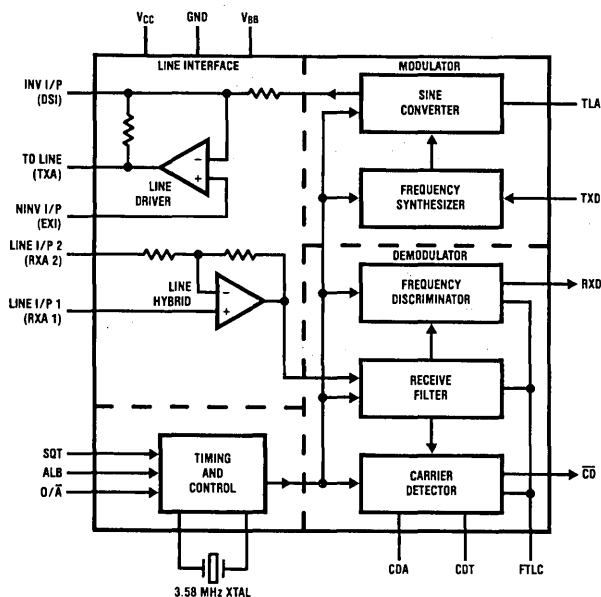 VCC GND VBB
LINE INTERFACE
MODULATOR
INV I/P
(DSI)
SINE
CONVERTER
TLA
TO LINE
(TXA)
−
+
LINE
DRIVER
FREQUENCY
SYNTHESIZER
TXD
NINV I/P
(EXI)
LINE I/P 2
(RXA 2)
LINE
HYBRID
−
+
LINE I/P 1
(RXA 1)
DEMODULATOR
FREQUENCY
DISCRIMINATOR
RXD
RECEIVE
FILTER
SQT
ALB
O/A̅
TIMING
AND
CONTROL
CARRIER
DETECTOR
C̅D̅
CDA CDT FTLC
3.58 MHz XTAL